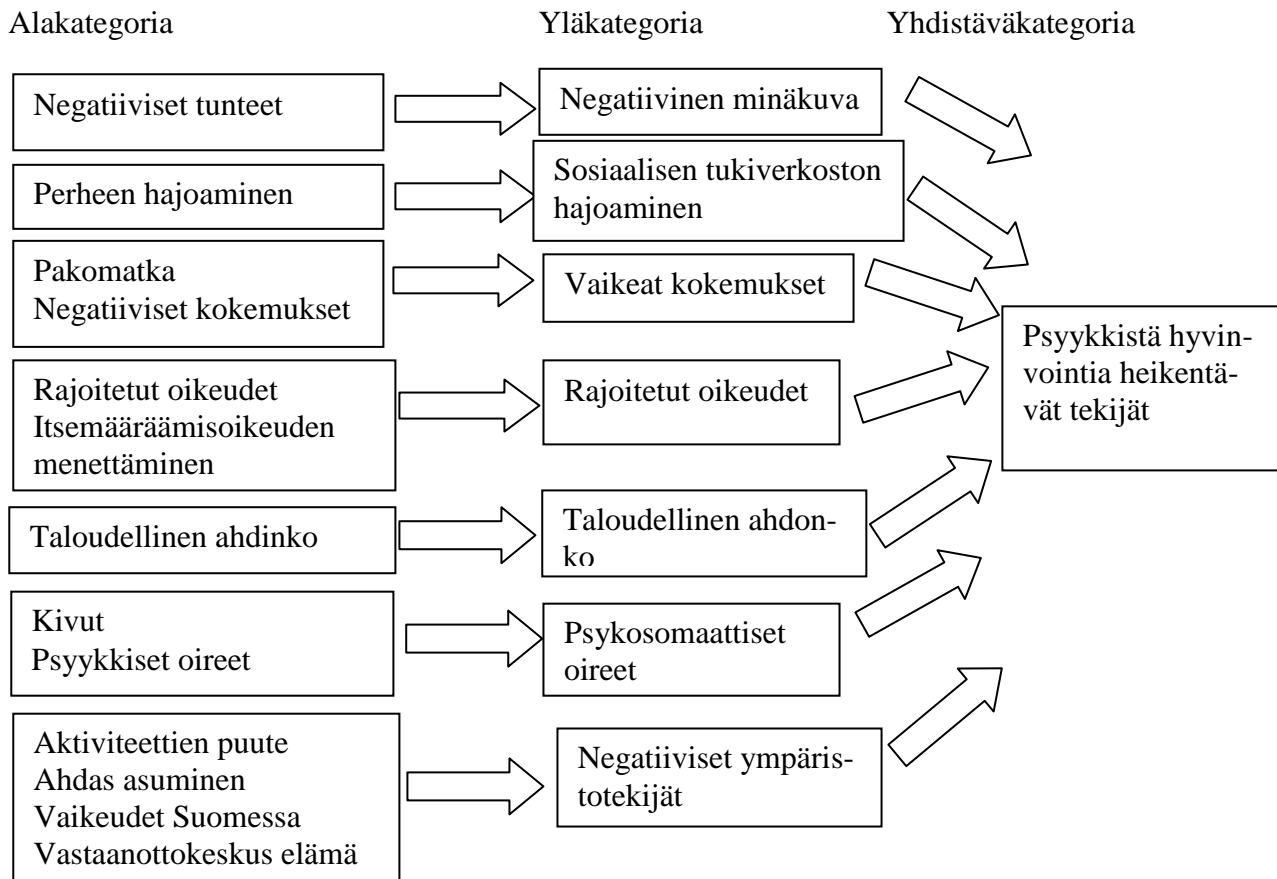 Alakategoria
Yläkategoria
Yhdistäväkategoria
Negatiiviset tunteet
Negatiivinen minäkuva
Perheen hajoaminen
Sosiaalisen tukiverkoston
hajoaminen
Pakomatka
Negatiiviset kokemukset
Vaikeat kokemukset
Rajoitetut oikeudet
Itsemääräämisoikeuden
menettäminen
Rajoitetut oikeudet
Taloudellinen ahdinko
Taloudellinen ahdon-
ko
Kivut
Psyykkiset oireet
Psykosomaattiset
oireet
Aktiviteettien puute
Ahdas asuminen
Vaikeudet Suomessa
Vastaanottokeskus elämä
Negatiiviset ympäris-
totekijät
Psyykkistä hyvin-
vointia heikentä-
vät tekijät